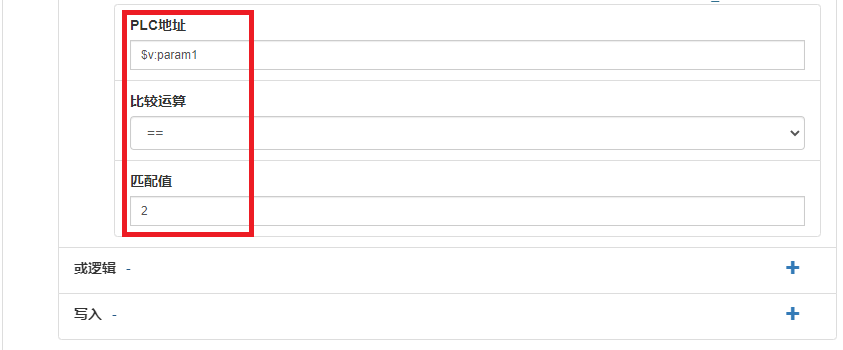 PLC地址
$v:param1
比较运算
==
匹配值
2
或逻辑 -
写入 -